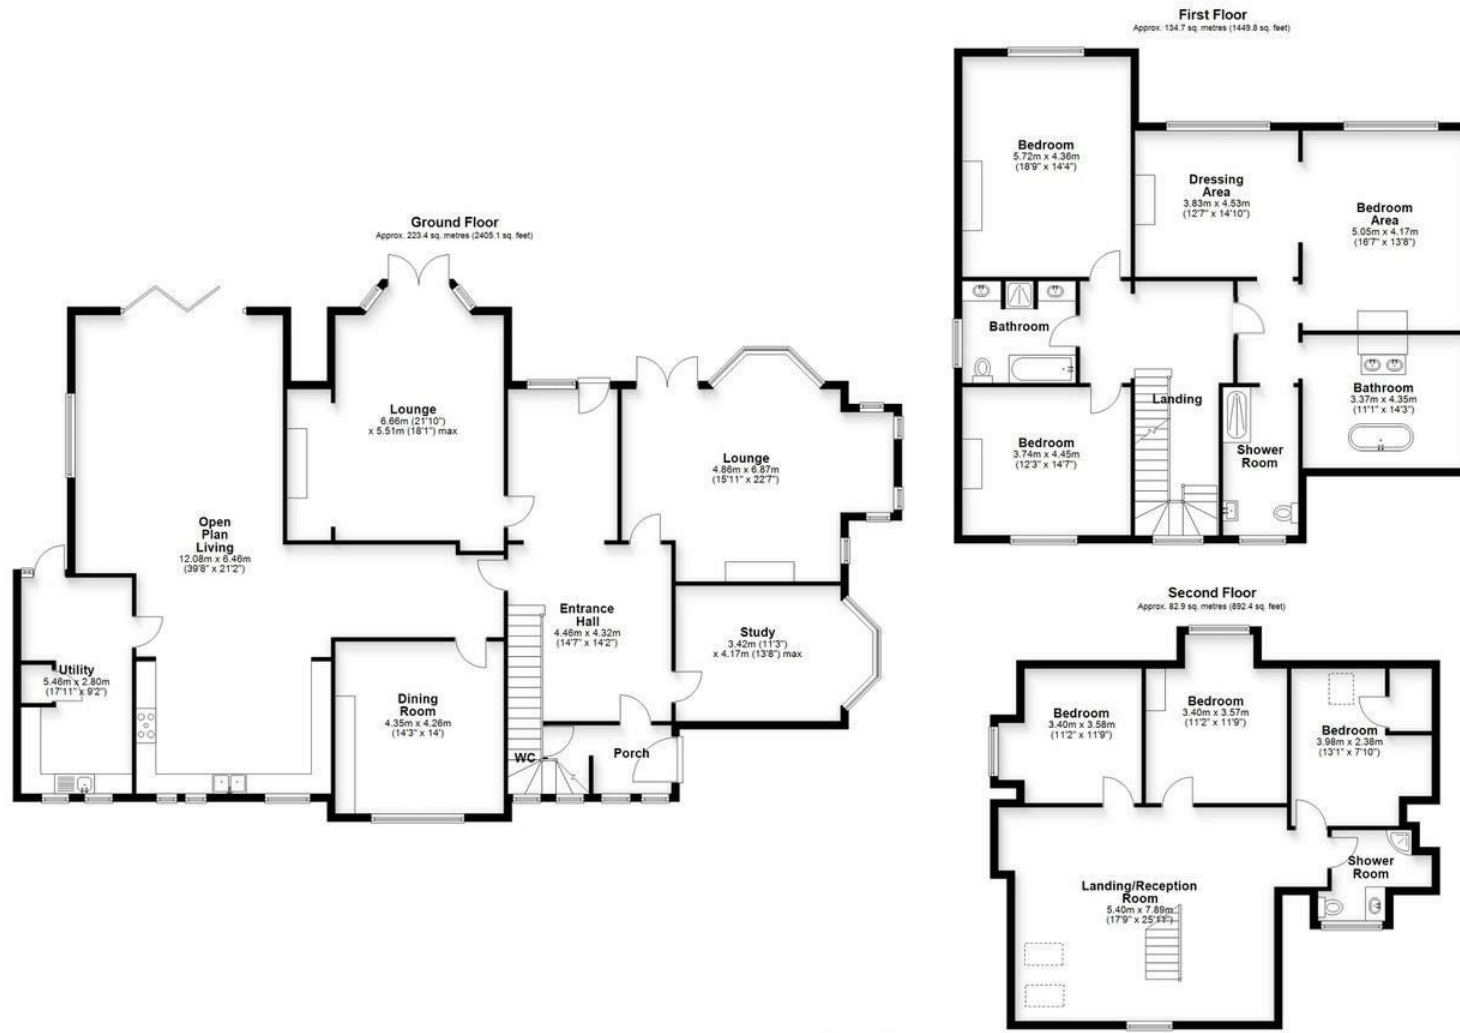 Ground Floor
Approx. 223.4 sq. metres (2405.1 sq. feet)
Open
Plan
Living
12.08m x 6.46m
(39'8" x 21'2")
Lounge
6.66m (21'10")
x 5.51m (18'1") max
Lounge
4.86m x 6.87m
(15'11" x 22'7")
Entrance
Hall
4.46m x 4.32m
(14'7" x 14'2")
Study
3.42m (11'3")
x 4.17m (13'8") max
Utility
5.46m x 2.80m
(17'11" x 9'2")
Dining
Room
4.35m x 4.26m
(14'3" x 14')
WC
Porch
First Floor
Approx. 134.7 sq. metres (1449.8 sq. feet)
Bedroom
5.72m x 4.36m
(18'9" x 14'4")
Dressing
Area
3.83m x 4.53m
(12'7" x 14'10")
Bedroom
Area
5.05m x 4.17m
(16'7" x 13'8")
Bathroom
Landing
Bathroom
3.37m x 4.35m
(11'1" x 14'3")
Bedroom
3.74m x 4.45m
(12'3" x 14'7")
Shower
Room
Second Floor
Approx. 82.9 sq. metres (892.4 sq. feet)
Bedroom
3.40m x 3.58m
(11'2" x 11'9")
Bedroom
3.40m x 3.57m
(11'2" x 11'9")
Bedroom
3.98m x 2.38m
(13'1" x 7'10")
Shower
Room
Landing/Reception
Room
5.40m x 7.89m
(17'9" x 25'11")